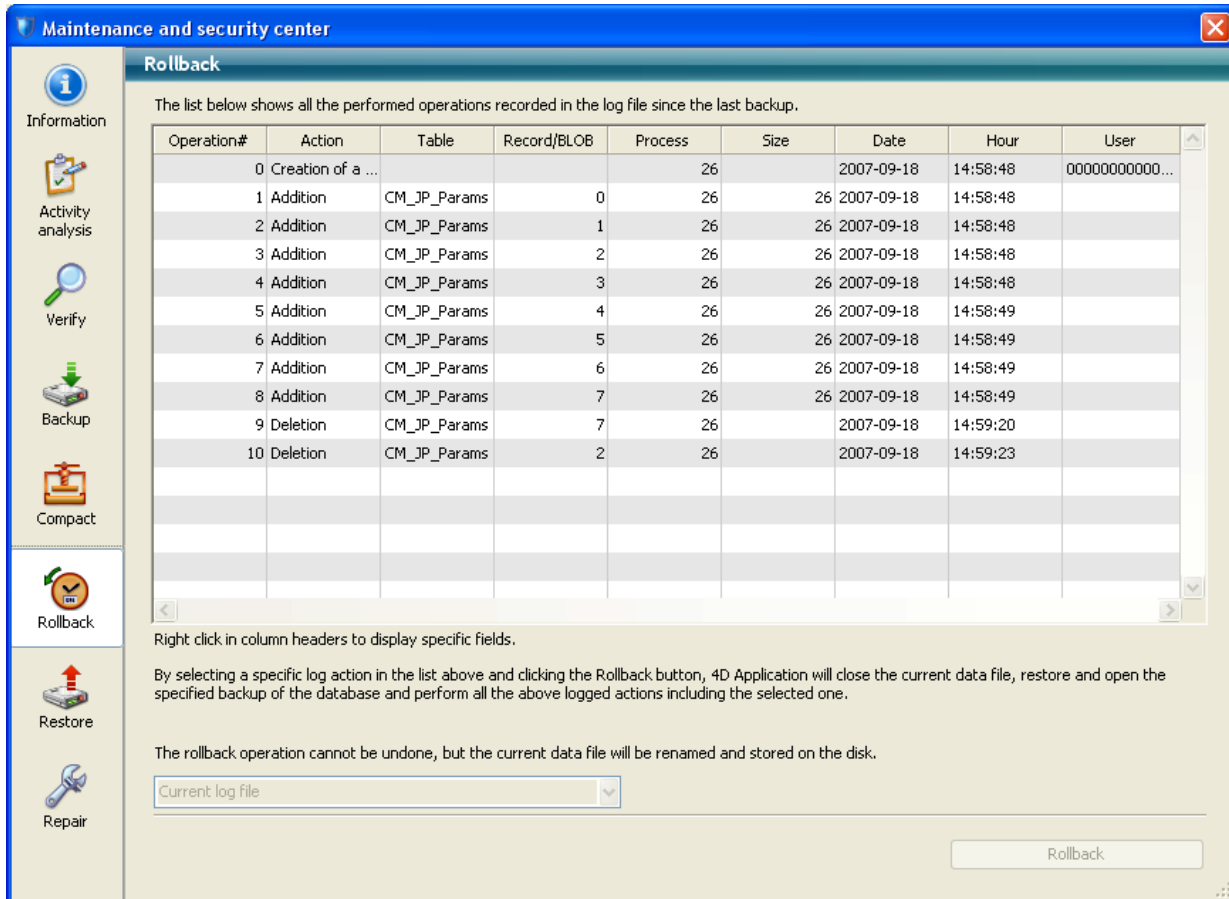 Maintenance and security center
Information
Activity
analysis
Verify
Backup
Compact
Rollback
Restore
Repair
Rollback
The list below shows all the performed operations recorded in the log file since the last backup.
Operation# Action Table Record/BLOB Process Size Date Hour User
0 Creation of a ... 26 2007-09-18 14:58:48 00000000000...
1 Addition CM_JP_Params 0 26 26 2007-09-18 14:58:48
2 Addition CM_JP_Params 1 26 26 2007-09-18 14:58:48
3 Addition CM_JP_Params 2 26 26 2007-09-18 14:58:48
4 Addition CM_JP_Params 3 26 26 2007-09-18 14:58:48
5 Addition CM_JP_Params 4 26 26 2007-09-18 14:58:49
6 Addition CM_JP_Params 5 26 26 2007-09-18 14:58:49
7 Addition CM_JP_Params 6 26 26 2007-09-18 14:58:49
8 Addition CM_JP_Params 7 26 26 2007-09-18 14:58:49
9 Deletion CM_JP_Params 7 26 2007-09-18 14:59:20
10 Deletion CM_JP_Params 2 26 2007-09-18 14:59:23
Right click in column headers to display specific fields.
By selecting a specific log action in the list above and clicking the Rollback button, 4D Application will close the current data file, restore and open the
specified backup of the database and perform all the above logged actions including the selected one.
The rollback operation cannot be undone, but the current data file will be renamed and stored on the disk.
Current log file
Rollback